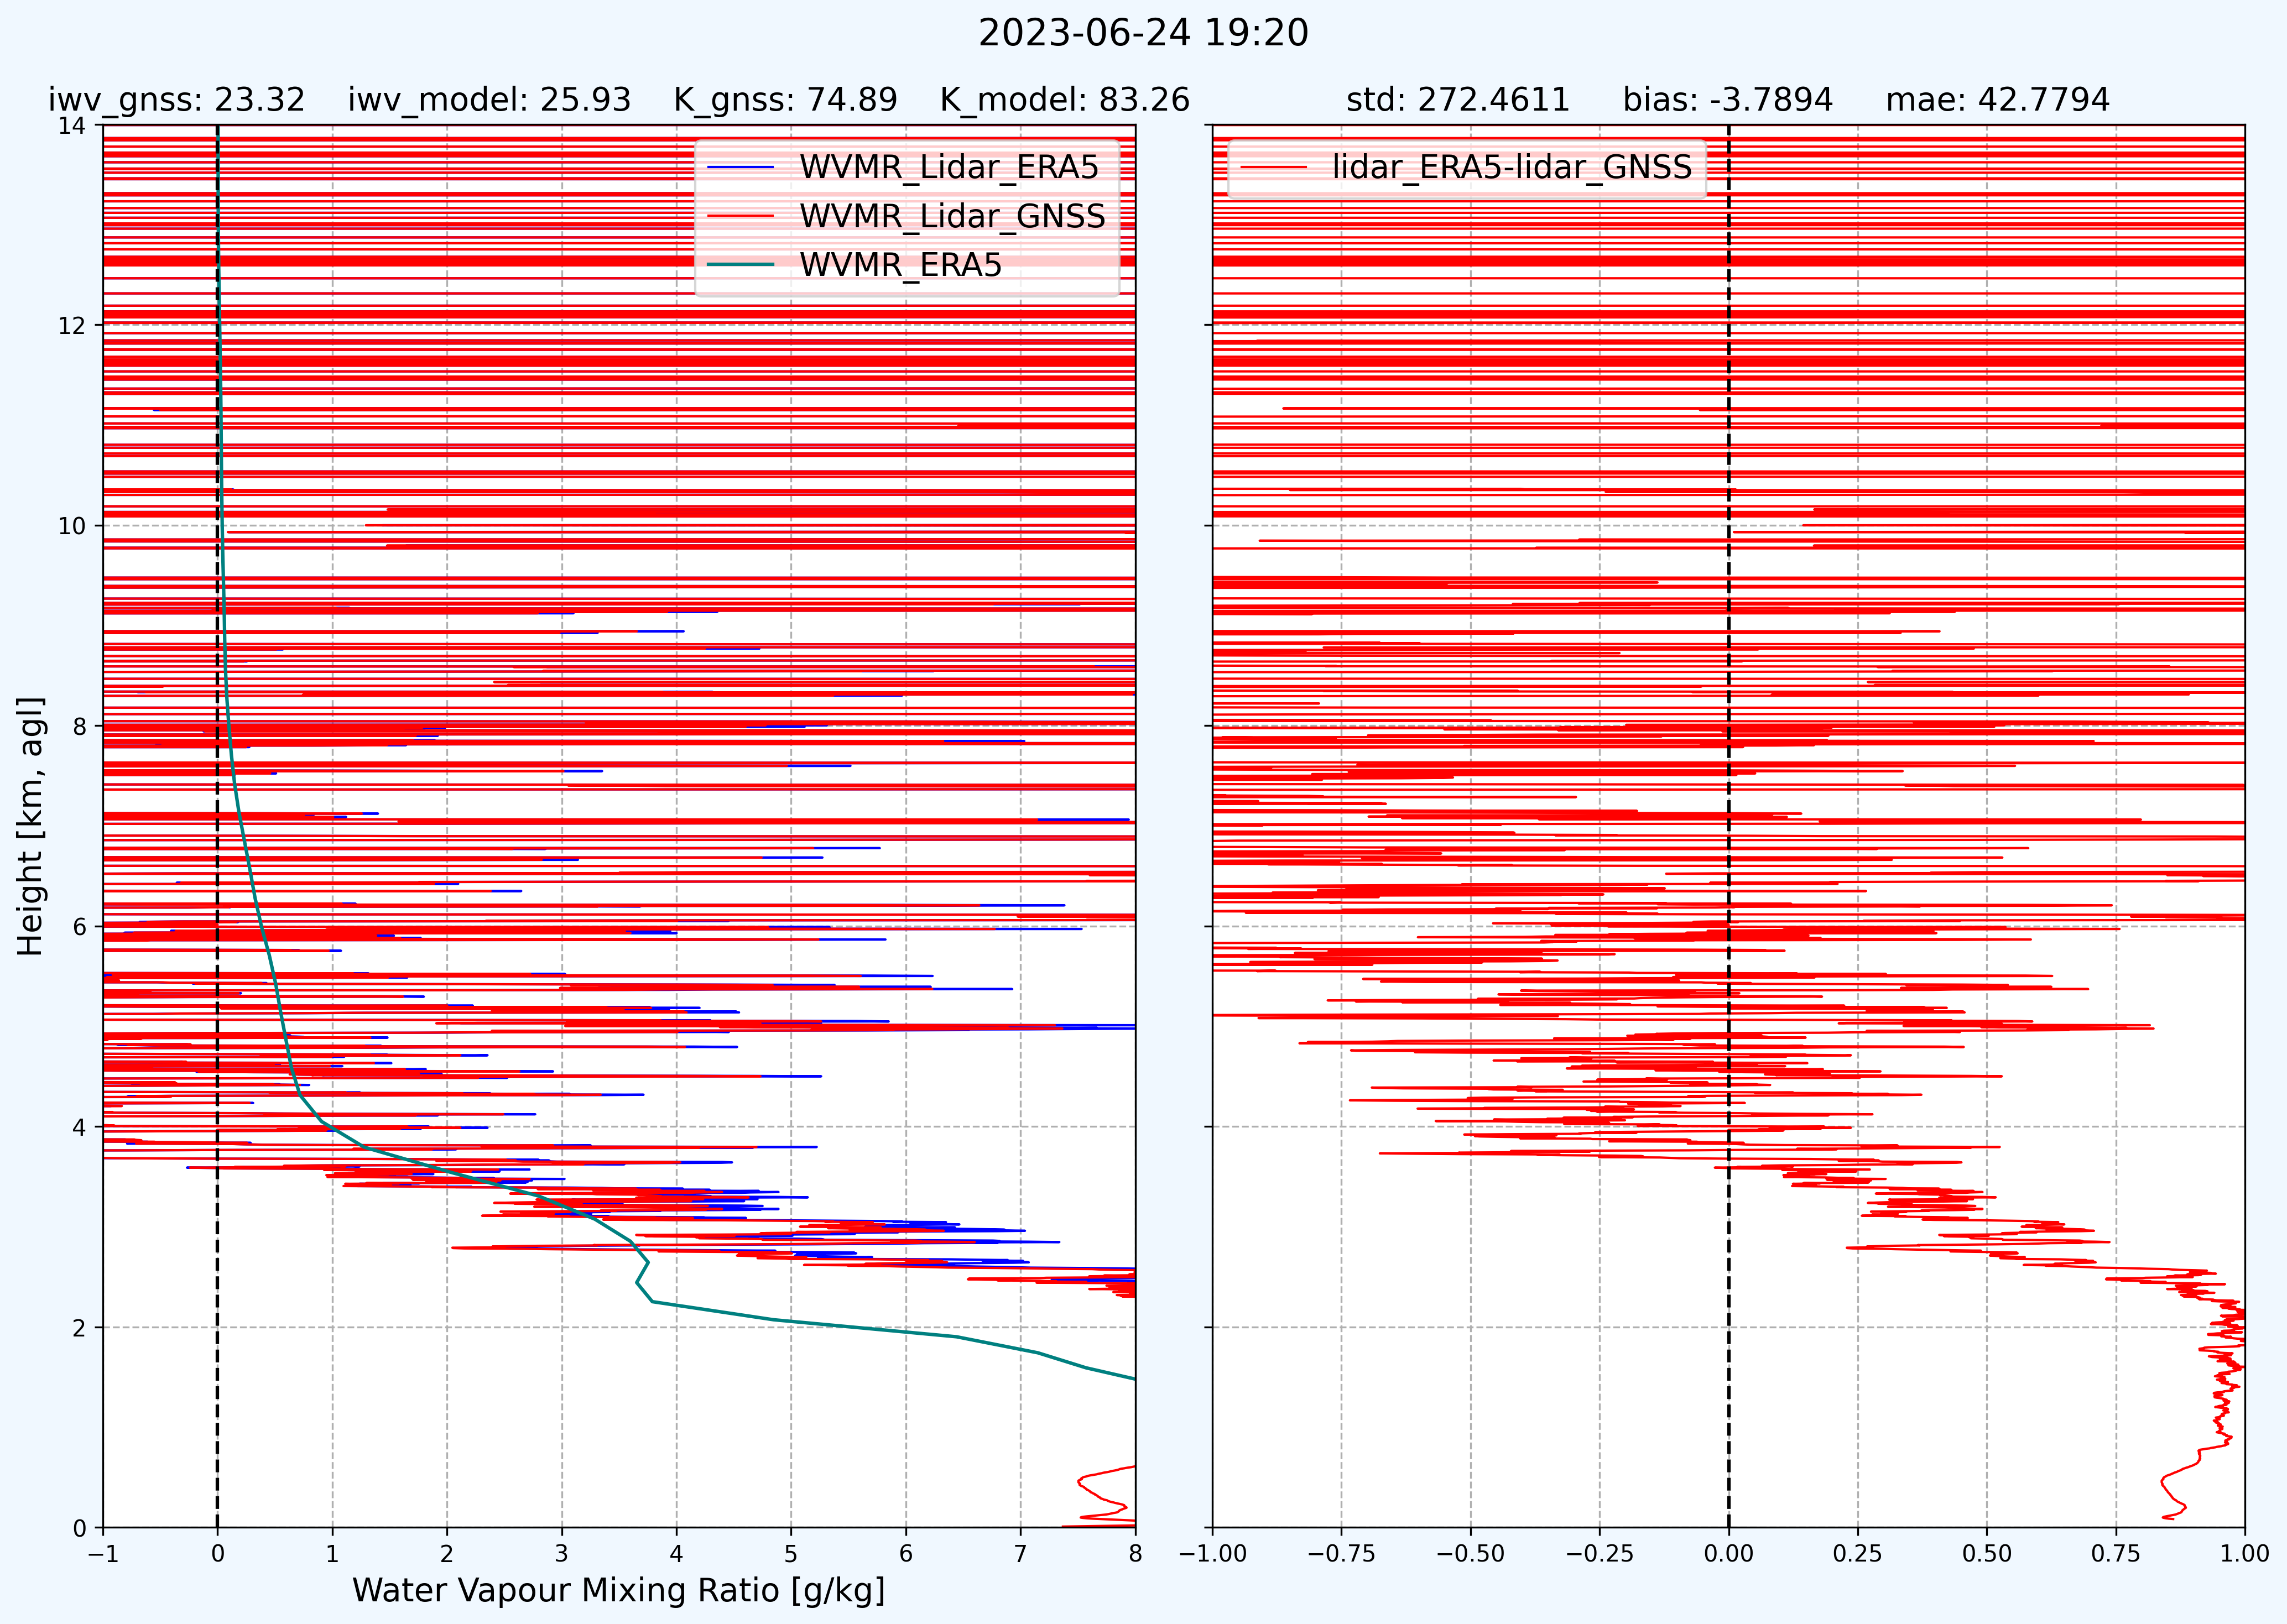 2023-06-24 19:20
iwv_gnss: 23.32 iwv_model: 25.93 K_gnss: 74.89 K_model: 83.26
std: 272.4611 bias: -3.7894 mae: 42.7794
WVMR_Lidar_ERA5
WVMR_Lidar_GNSS
WVMR_ERA5
lidar_ERA5-lidar_GNSS
14
12
10
8
6
4
2
0
Height [km, agl]
−1 0 1 2 3 4 5 6 7 8
Water Vapour Mixing Ratio [g/kg]
−1.00 −0.75 −0.50 −0.25 0.00 0.25 0.50 0.75 1.00